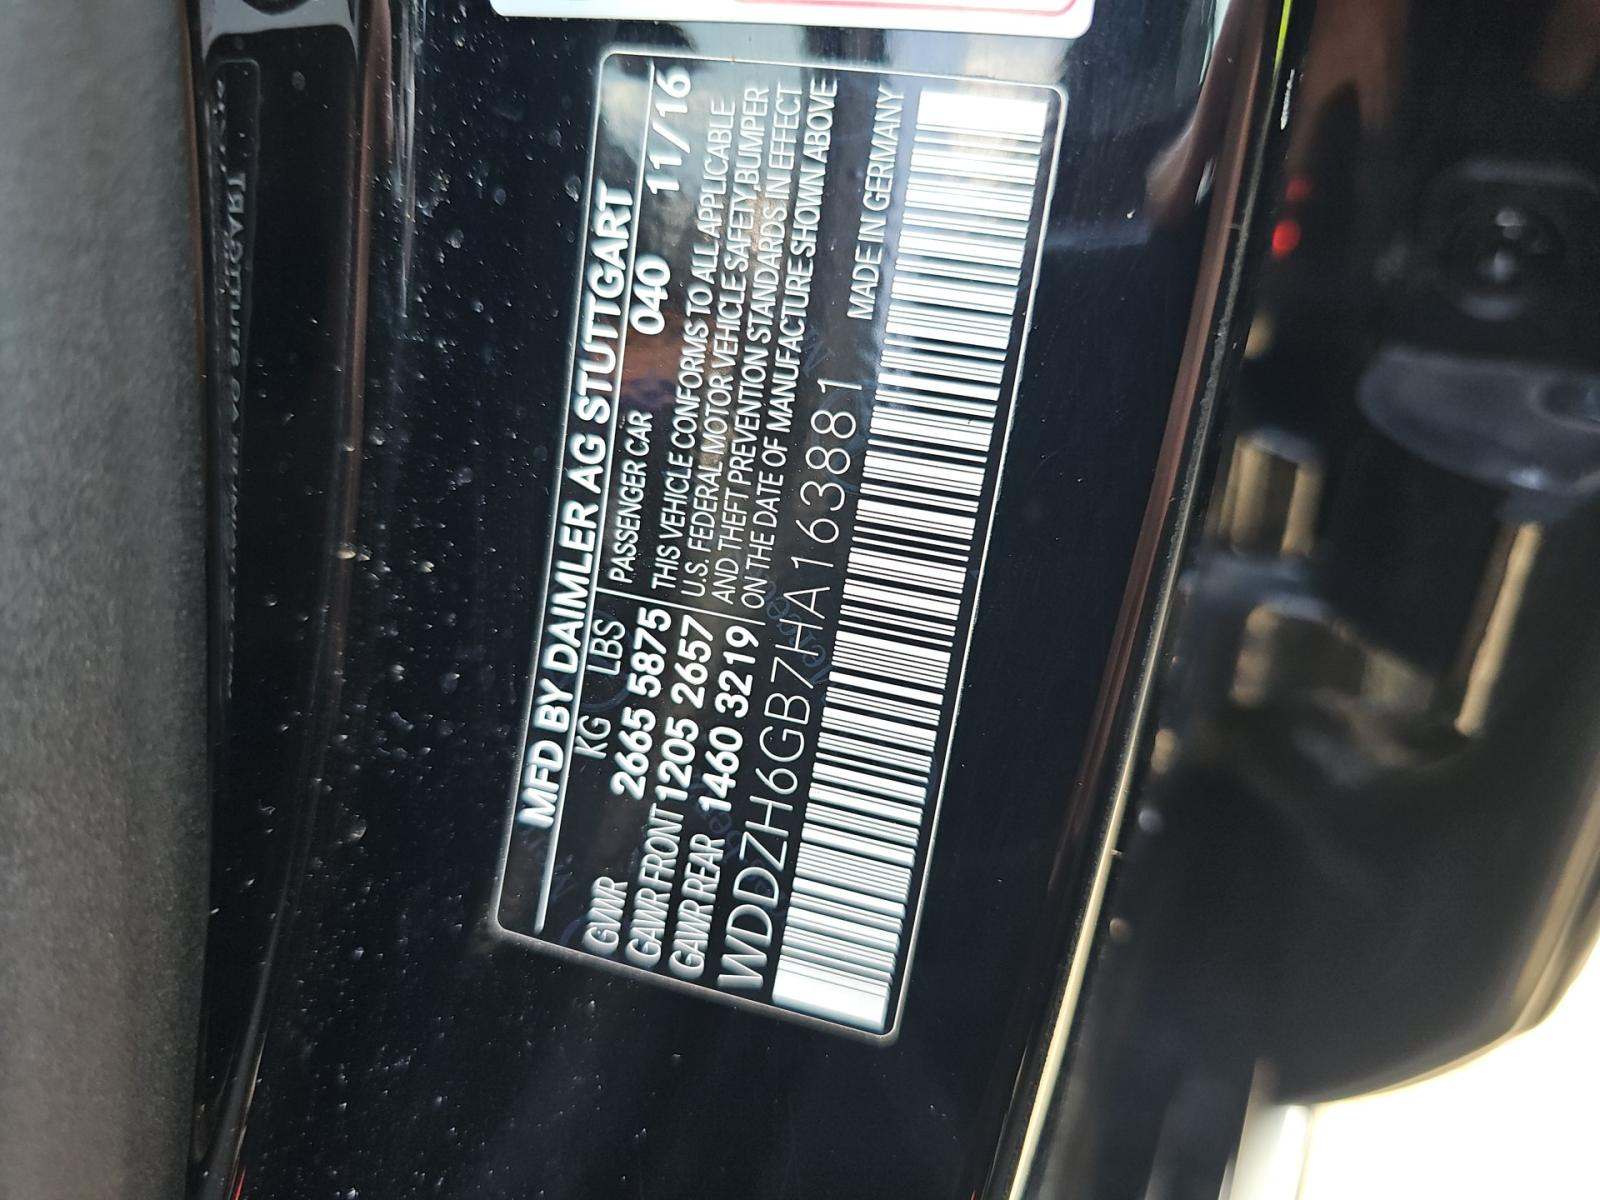 MFD BY DAIMLER AG STUTTGART
KG LBS PASSENGER CAR 040 11/16
GVWR 2665 5875 THIS VEHICLE CONFORMS TO ALL APPLICABLE
GAWR FRONT 1205 2657 U.S. FEDERAL MOTOR VEHICLE SAFETY, BUMPER
GAWR REAR 1460 3219 AND THEFT PREVENTION STANDARDS IN EFFECT
ON THE DATE OF MANUFACTURE SHOWN ABOVE
WDDZH6GB7HA163881 MADE IN GERMANY